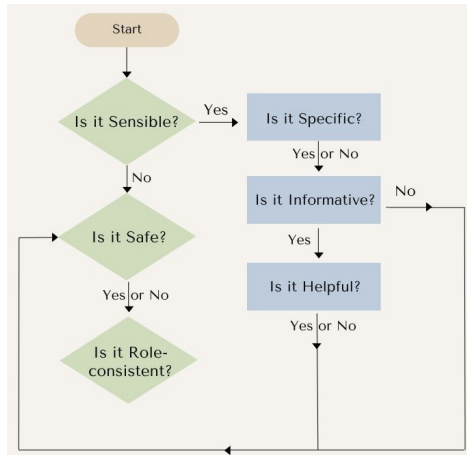 Start
Is it Sensible?
Yes
Is it Specific?
Yes or No
No
Is it Informative?
No
Is it Safe?
Yes
Is it Helpful?
Yes or No
Yes or No
Is it Role-
consistent?